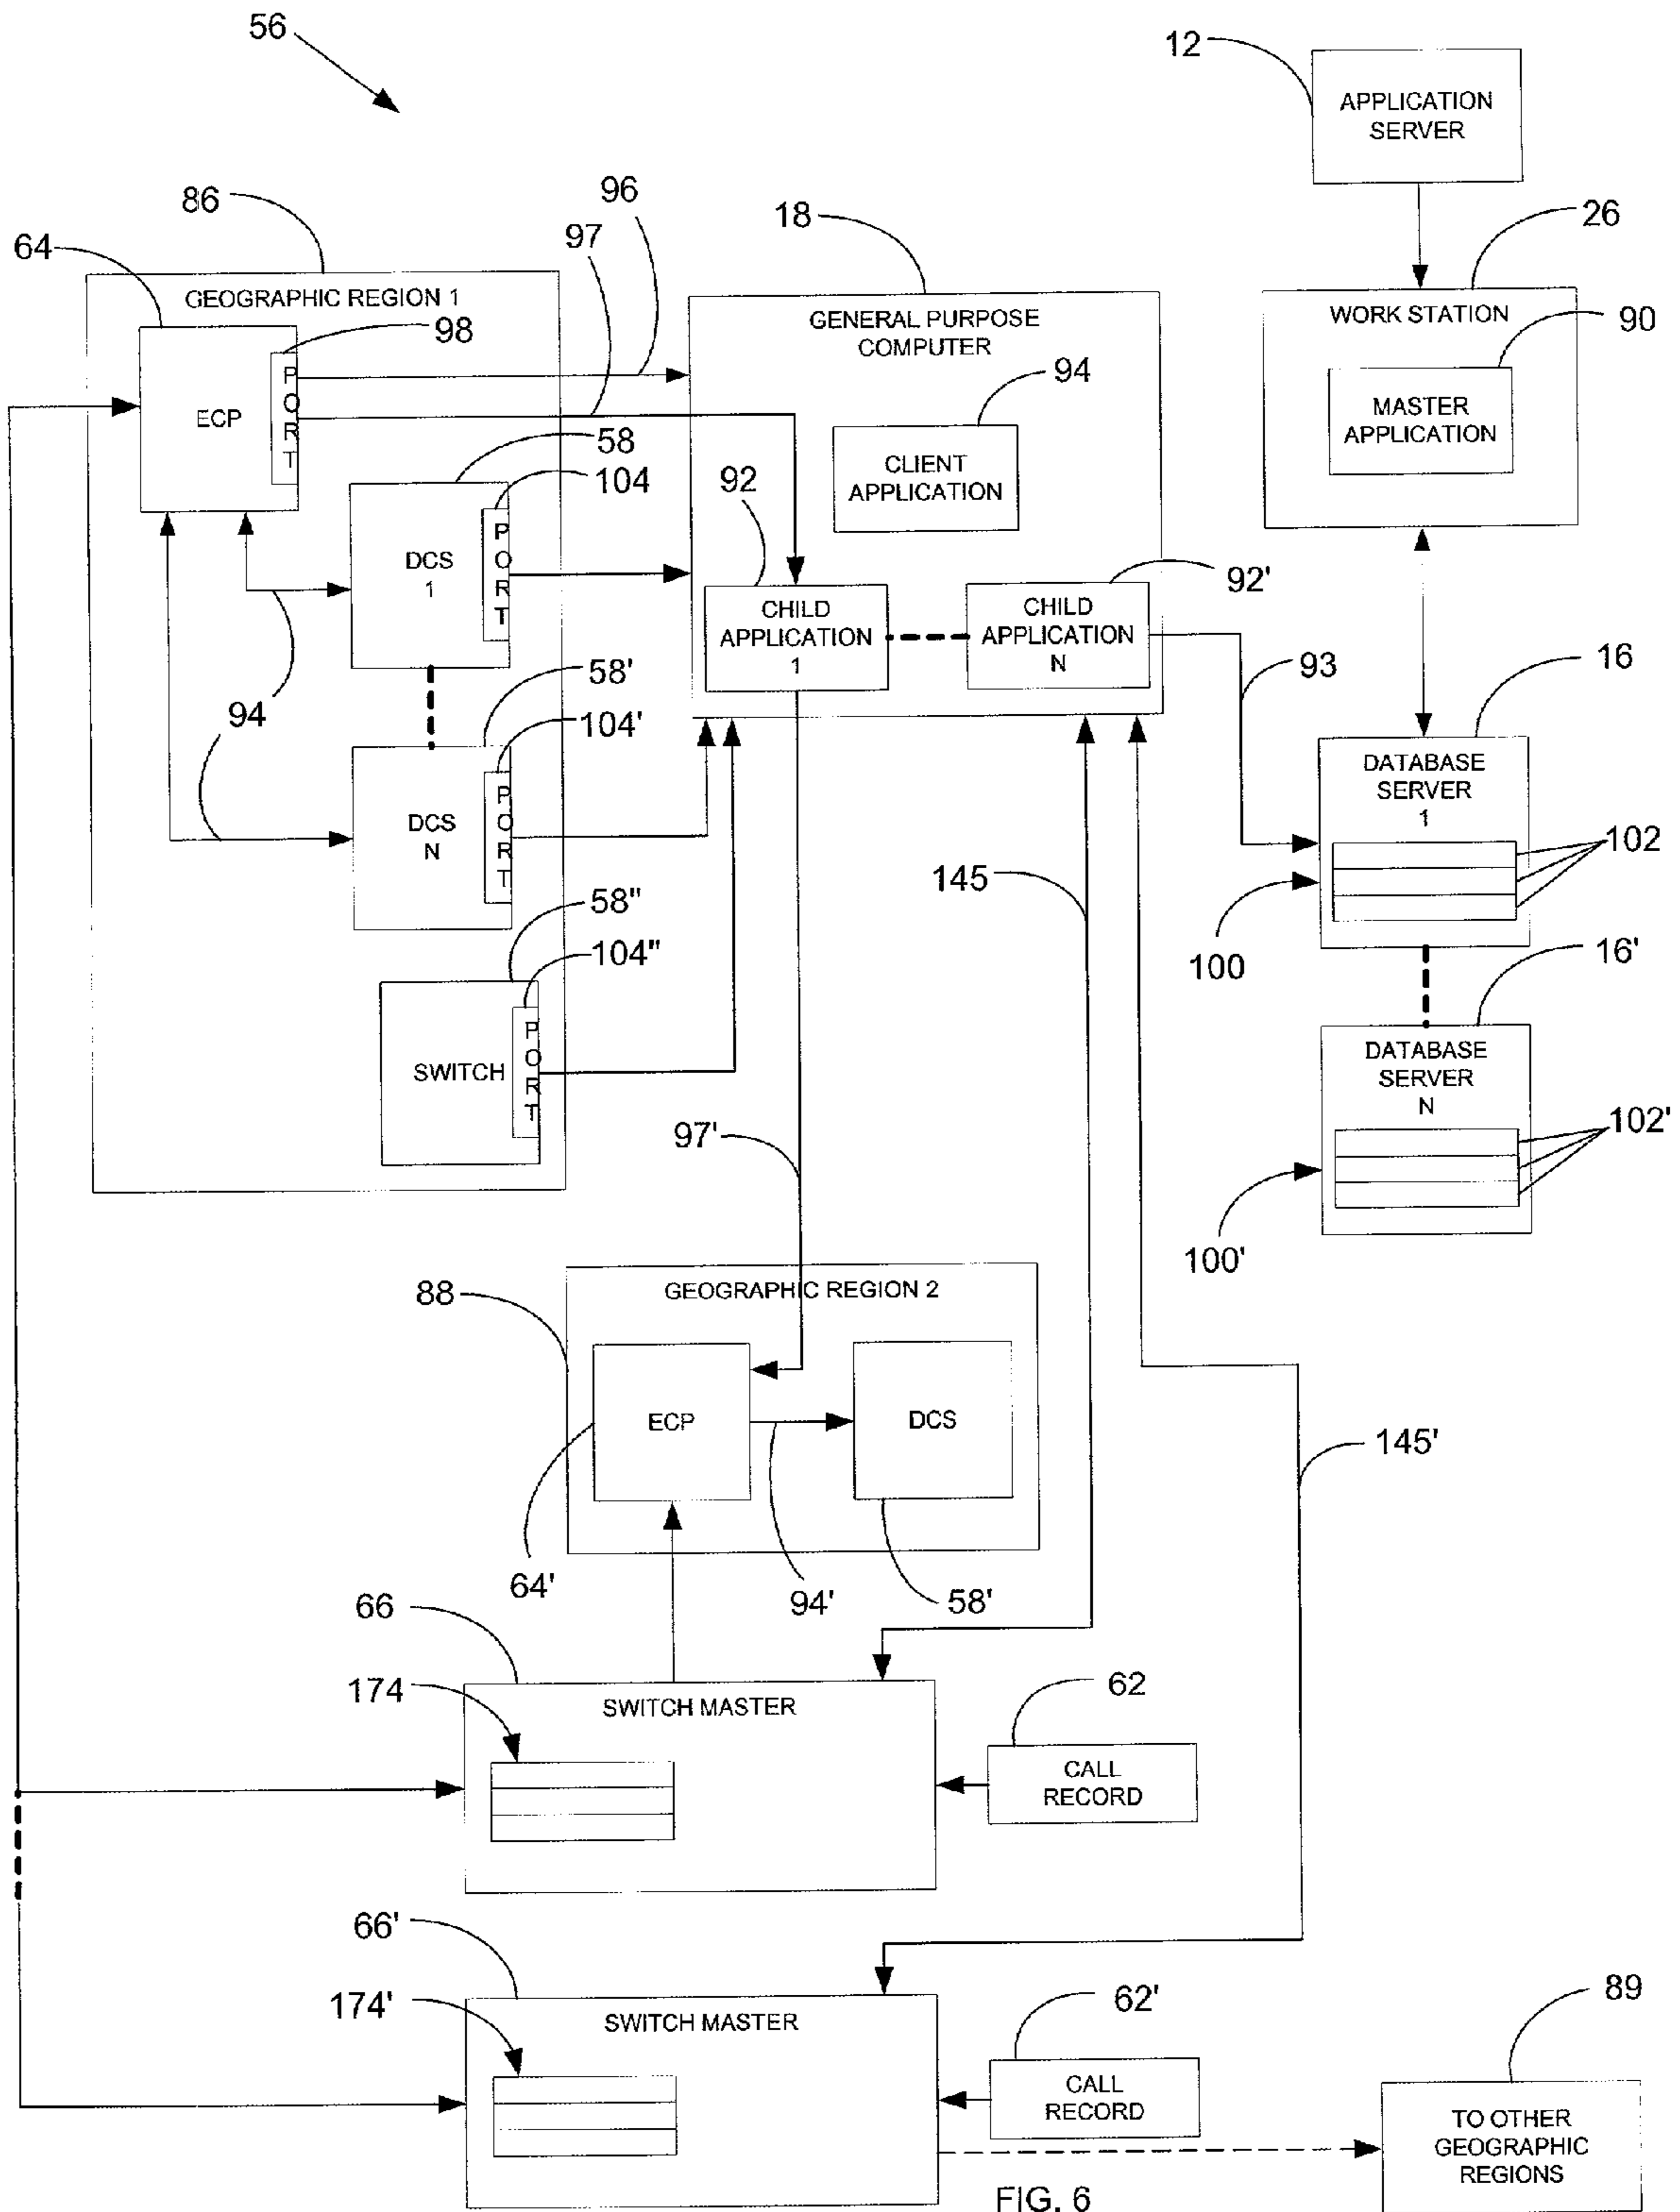 56
12
APPLICATION
SERVER
86
96
18
97
26
64
GEOGRAPHIC REGION 1
98
GENERAL PURPOSE
COMPUTER
WORK STATION
90
94
PORT
ECP
MASTER
APPLICATION
58
104
CLIENT
APPLICATION
92
PORT
DCS
1
92'
CHILD
APPLICATION
1
CHILD
APPLICATION
N
93
16
58'
104'
94
PORT
DCS
N
DATABASE
SERVER
1
102
145
58"
100
104"
16'
PORT
SWITCH
DATABASE
SERVER
N
97'
102'
100'
88
GEOGRAPHIC REGION 2
ECP
DCS
145'
64'
94'
58'
66
174
SWITCH MASTER
62
CALL
RECORD
66'
174'
SWITCH MASTER
62'
89
CALL
RECORD
TO OTHER
GEOGRAPHIC
REGIONS
FIG. 6